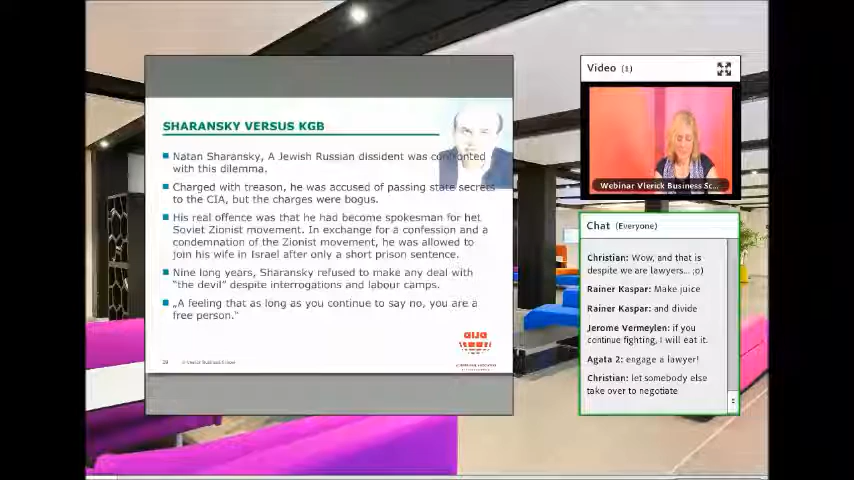 SHARANSKY VERSUS KGB
Natan Sharansky, A Jewish Russian dissident was confronted
with this dilemma.
Charged with treason, he was accused of passing state secrets
to the CIA, but the charges were bogus.
His real offence was that he had become spokesman for het
Soviet Zionist movement. In exchange for a confession and a
condemnation of the Zionist movement, he was allowed to
join his wife in Israel after only a short prison sentence.
Nine long years, Sharansky refused to make any deal with
"the devil" despite interrogations and labour camps.
„A feeling that as long as you continue to say no, you are a
free person."
aija
Video (1)
Webinar Vlerick Business Sc...
Chat (Everyone)
Christian: Wow, and that is
despite we are lawyers... ;o)
Rainer Kaspar: Make juice
Rainer Kaspar: and divide
Jerome Vermeylen: if you
continue fighting, I will eat it.
Agata 2: engage a lawyer!
Christian: let somebody else
take over to negotiate